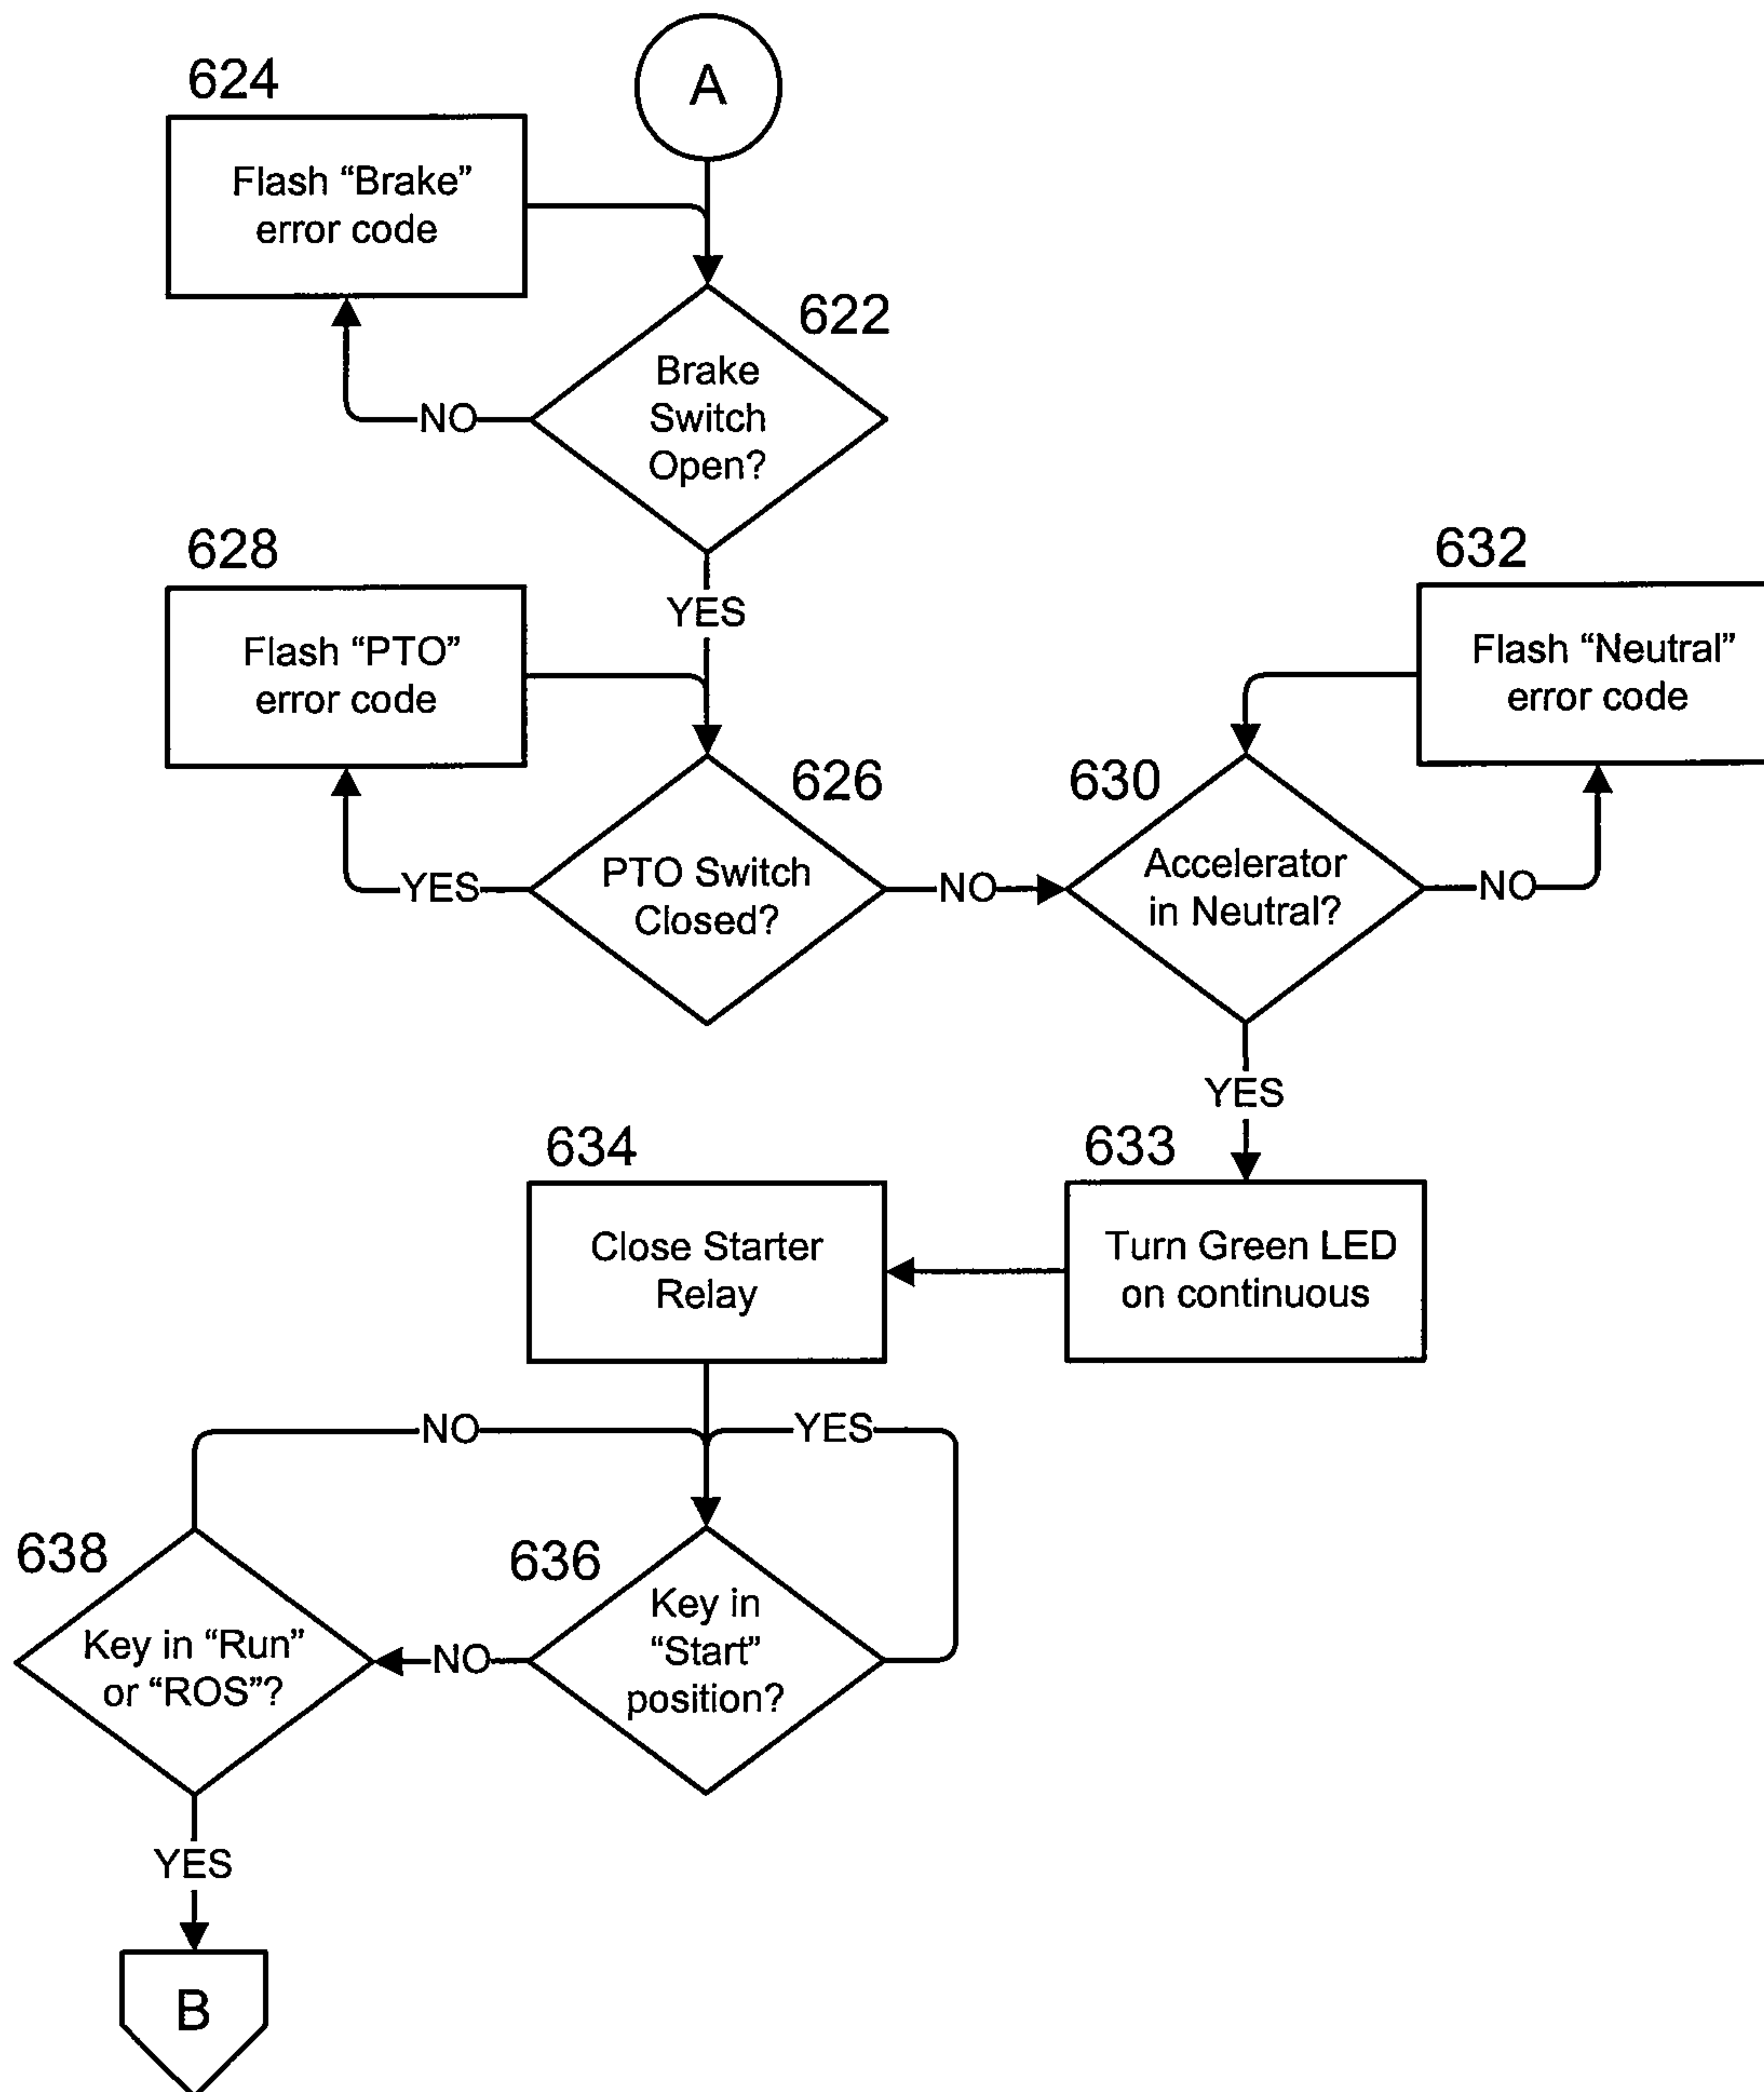 A
624
Flash “Brake”
error code
622
Brake
Switch
Open?
NO
YES
628
Flash “PTO”
error code
632
Flash “Neutral”
error code
626
PTO Switch
Closed?
YES
NO
630
Accelerator
in Neutral?
NO
YES
634
Close Starter
Relay
633
Turn Green LED
on continuous
NO
YES
638
Key in “Run”
or “ROS”?
NO
636
Key in
“Start”
position?
YES
B